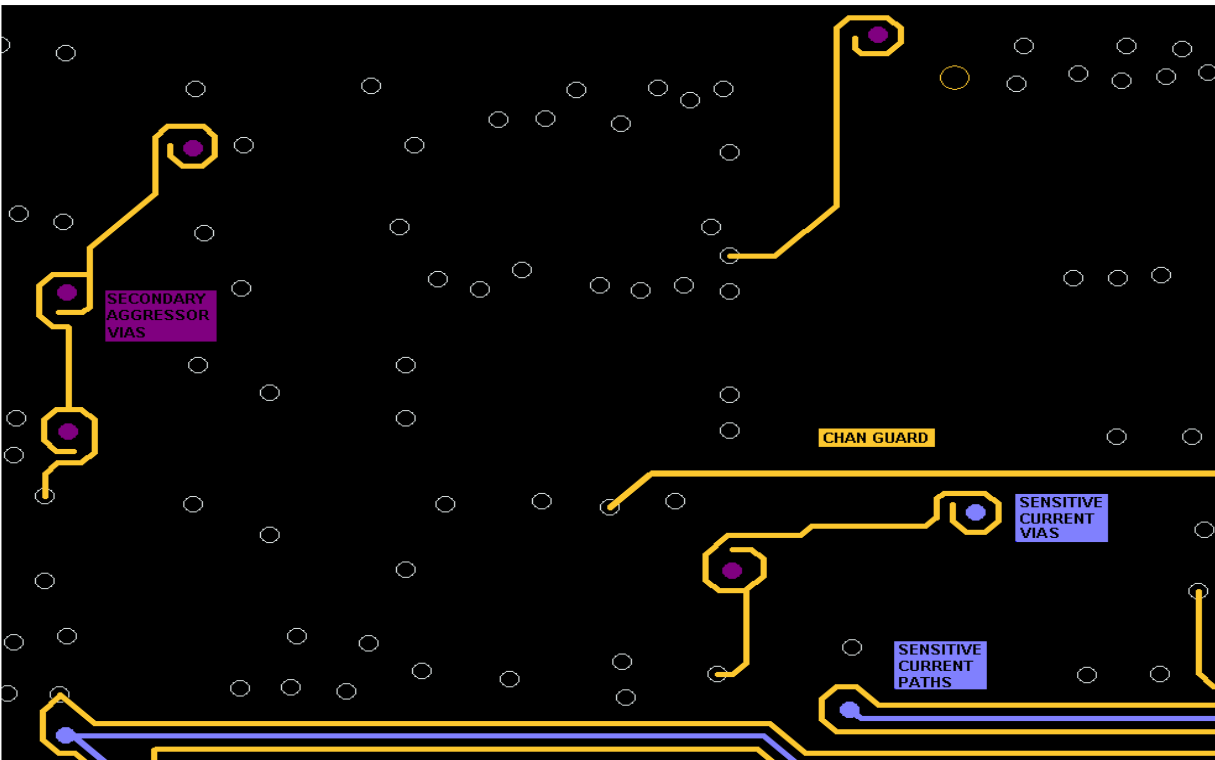 SECONDARY
AGGRESSOR
VIAS
CHAN GUARD
SENSITIVE
CURRENT
VIAS
SENSITIVE
CURRENT
PATHS